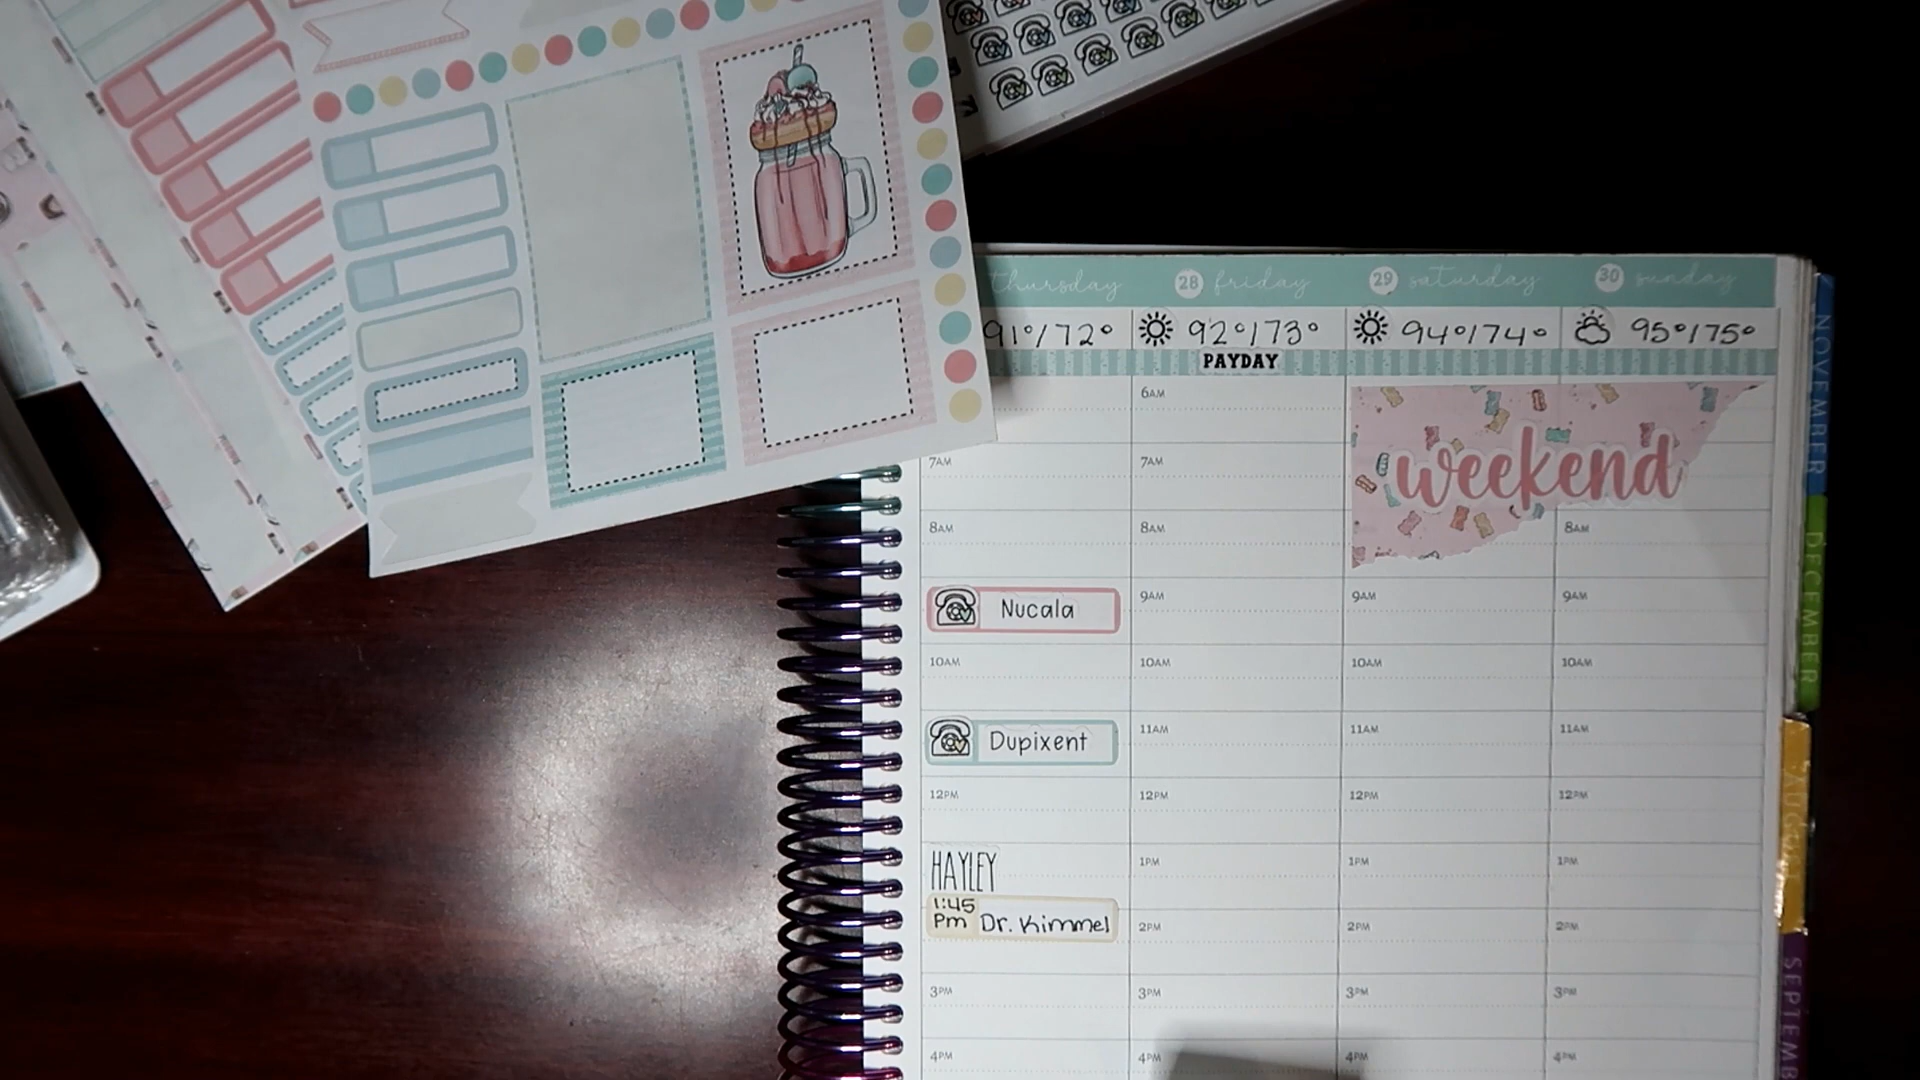 thursday 28 friday 29 saturday 30 sunday
91°/72° 92°/73° 94°/74° 95°/75°
PAYDAY
6AM
weekend
7AM 7AM
8AM 8AM 8AM
Nucala
9AM 9AM 9AM
10AM 10AM 10AM 10AM
Dupixent
11AM 11AM 11AM
12PM 12PM 12PM 12PM
HAYLEY
1PM 1PM 1PM
1:45
Pm Dr. Kimmel
2PM 2PM 2PM
3PM 3PM 3PM 3PM
4PM 4PM 4PM 4PM
NOVEMBER
DECEMBER
AUGUST
SEPTEMB